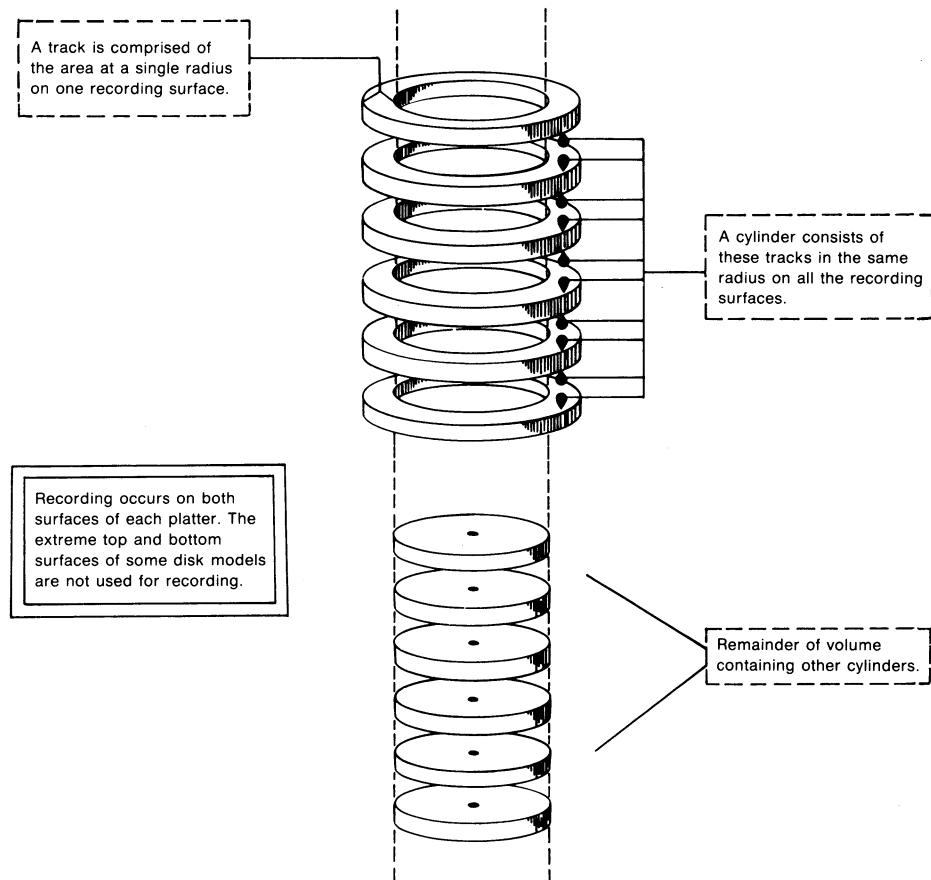 A track is comprised of
the area at a single radius
on one recording surface.
A cylinder consists of
these tracks in the same
radius on all the recording
surfaces.
Recording occurs on both
surfaces of each platter. The
extreme top and bottom
surfaces of some disk models
are not used for recording.
Remainder of volume
containing other cylinders.